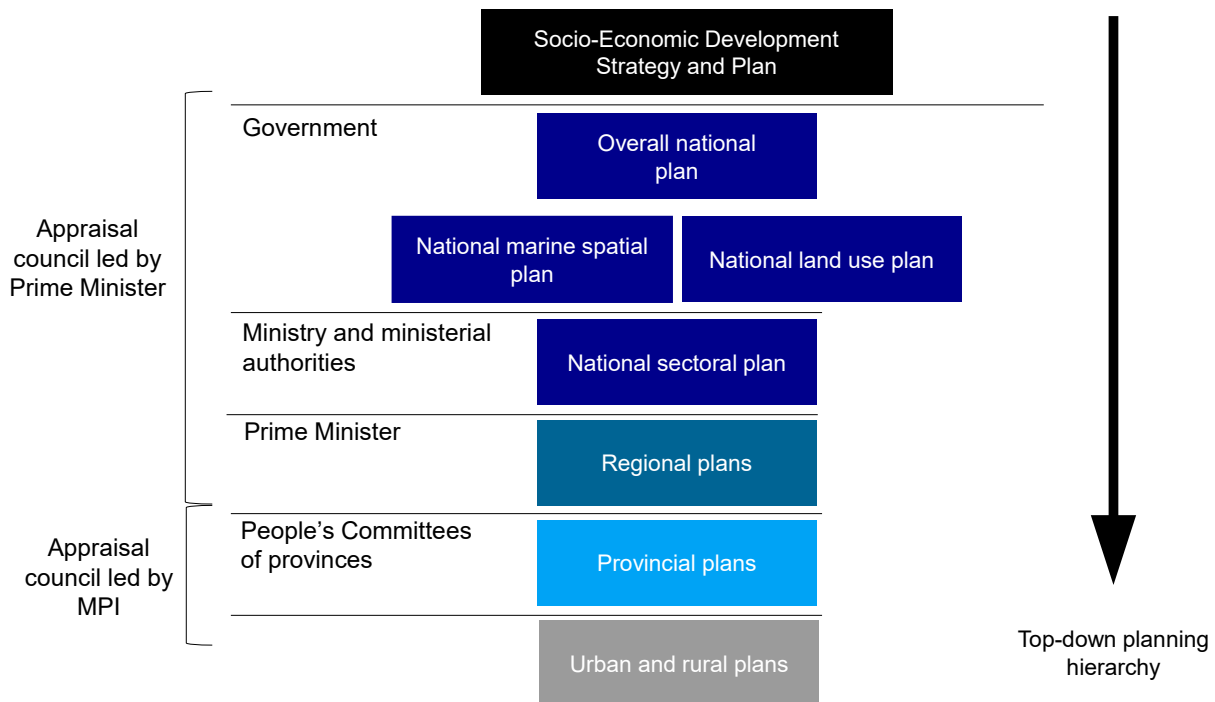 Socio-Economic Development
Strategy and Plan
Government
Overall national
plan
Appraisal
council led by
Prime Minister
National marine spatial
plan
National land use plan
Ministry and ministerial
authorities
National sectoral plan
Prime Minister
Regional plans
People’s Committees
of provinces
Provincial plans
Appraisal
council led by
MPI
Urban and rural plans
Top-down planning
hierarchy